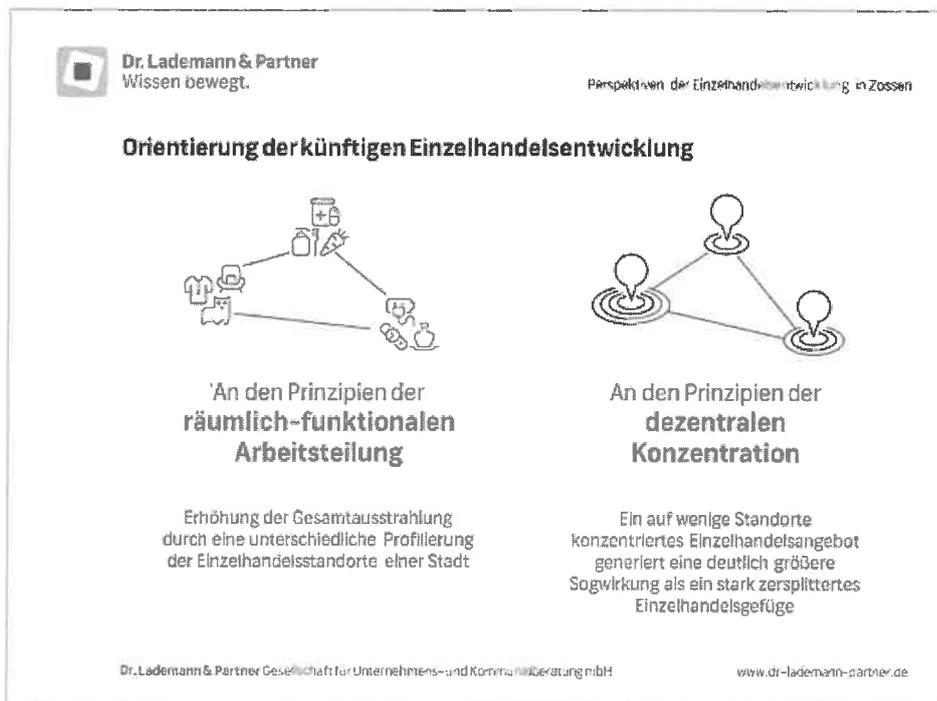 Dr. Lademann & Partner
Wissen bewegt.
Perspektiven der Einzelhandelsentwicklung in Zossen
Orientierung der künftigen Einzelhandelsentwicklung
'An den Prinzipien der
räumlich-funktionalen
Arbeitsteilung
Erhöhung der Gesamtausstrahlung
durch eine unterschiedliche Profilierung
der Einzelhandelsstandorte einer Stadt
An den Prinzipien der
dezentralen
Konzentration
Ein auf wenige Standorte
konzentriertes Einzelhandelsangebot
generiert eine deutlich größere
Sogwirkung als ein stark zersplittertes
Einzelhandelsgefüge
Dr. Lademann & Partner Gesellschaft für Unternehmens- und Kommunalberatung mbH
www.dr-lademann-partner.de